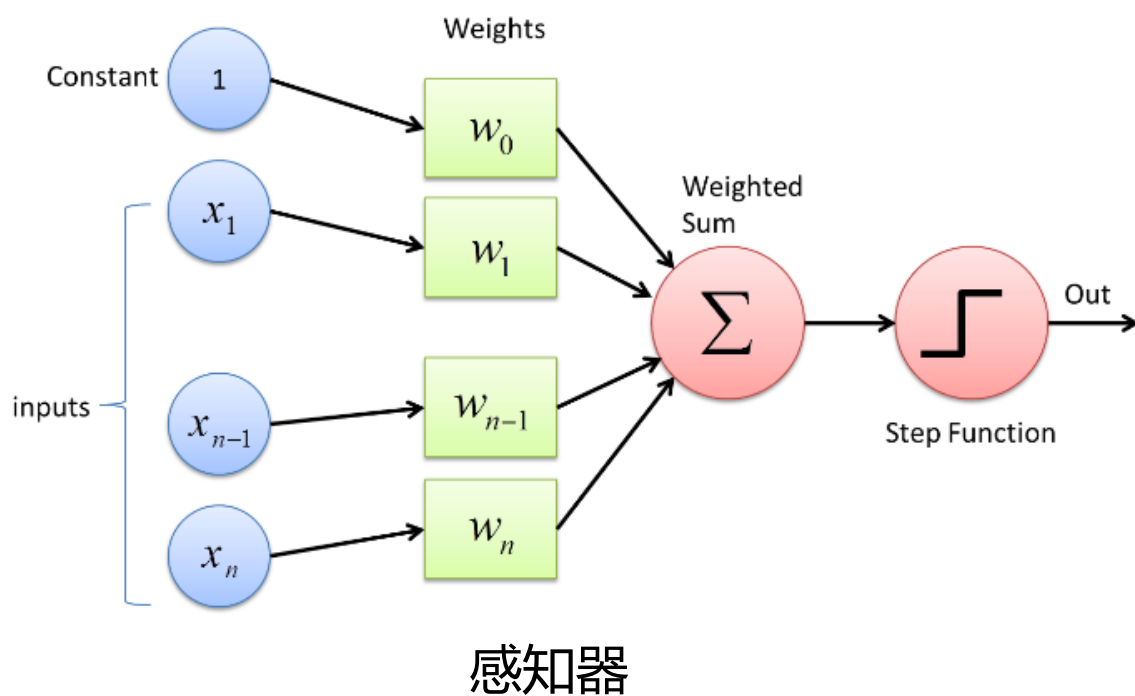 Weights
Constant
1
w₀
x₁
w₁
Weighted
Sum
∑
Out
inputs
xₙ₋₁
wₙ₋₁
Step Function
xₙ
wₙ
感知器